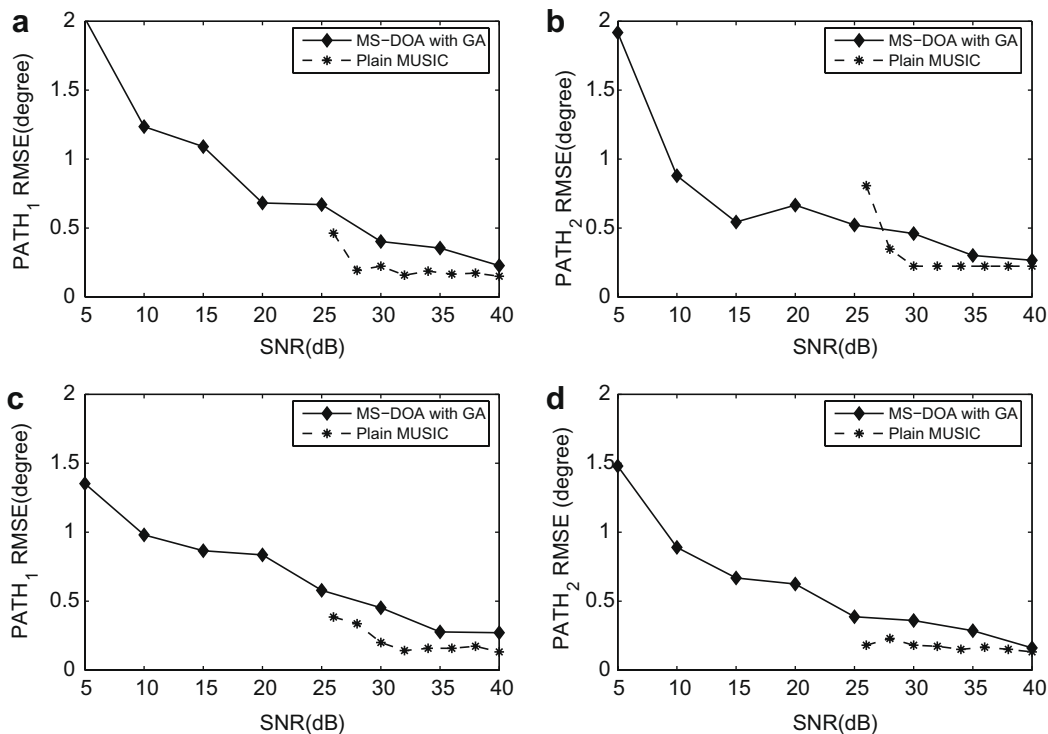 a
2
1.5
1
0.5
0
PATH1 RMSE(degree)
MS−DOA with GA
Plain MUSIC
5 10 15 20 25 30 35 40
SNR(dB)
b
2
1.5
1
0.5
0
PATH2 RMSE(degree)
MS−DOA with GA
Plain MUSIC
5 10 15 20 25 30 35 40
SNR(dB)
c
2
1.5
1
0.5
0
PATH1 RMSE(degree)
MS−DOA with GA
Plain MUSIC
5 10 15 20 25 30 35 40
SNR(dB)
d
2
1.5
1
0.5
0
PATH2 RMSE (degree)
MS−DOA with GA
Plain MUSIC
5 10 15 20 25 30 35 40
SNR(dB)